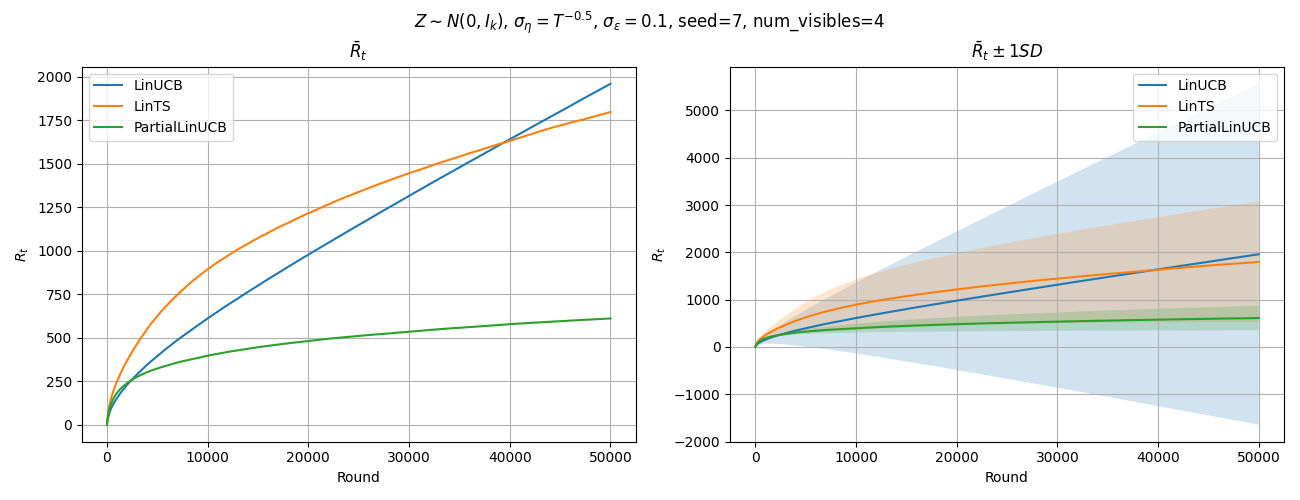 Z ~ N(0, I_k), σ_η = T^{-0.5}, σ_ε = 0.1, seed=7, num_visibles=4
R̄_t
2000
1750
1500
1250
1000
750
500
250
0
R_t
LinUCB
LinTS
PartialLinUCB
0 10000 20000 30000 40000 50000
Round
R̄_t ± 1SD
5000
4000
3000
2000
1000
0
−1000
−2000
R_t
LinUCB
LinTS
PartialLinUCB
0 10000 20000 30000 40000 50000
Round